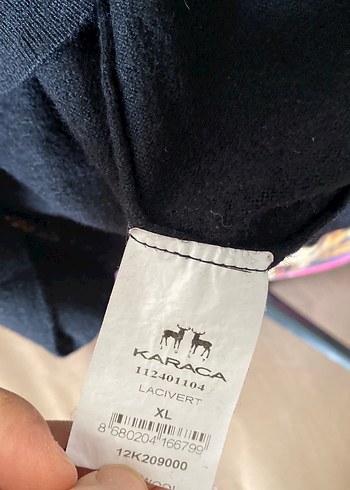 KARACA
112401104
LACIVERT
XL
8 680204 166799
12K209000